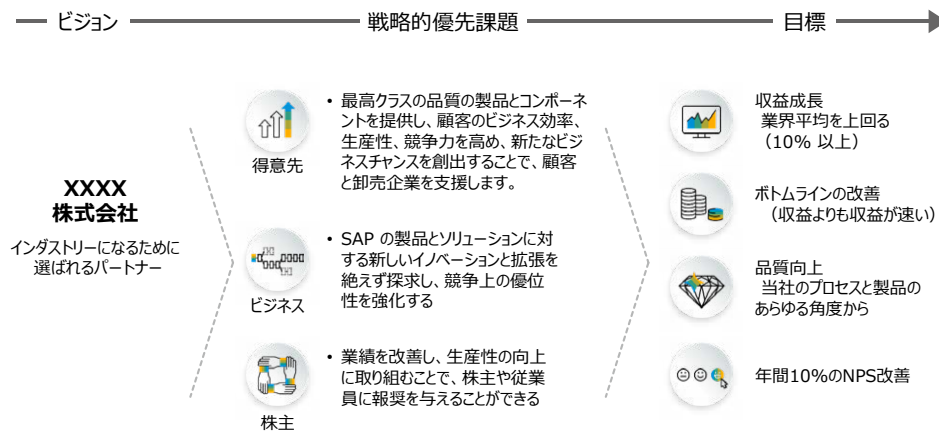 ビジョン
戦略的優先課題
目標
XXXX
株式会社
インダストリーになるために
選ばれるパートナー
得意先
• 最高クラスの品質の製品とコンポーネ
ントを提供し、顧客のビジネス効率、
生産性、競争力を高め、新たなビジ
ネスチャンスを創出することで、顧客
と卸売企業を支援します。
ビジネス
• SAP の製品とソリューションに対
する新しいイノベーションと拡張を
絶えず探求し、競争上の優位
性を強化する
株主
• 業績を改善し、生産性の向上
に取り組むことで、株主や従業
員に報奨を与えることができる
収益成長
業界平均を上回る
（10% 以上）
ボトムラインの改善
（収益よりも収益が速い）
品質向上
当社のプロセスと製品の
あらゆる角度から
年間10%のNPS改善